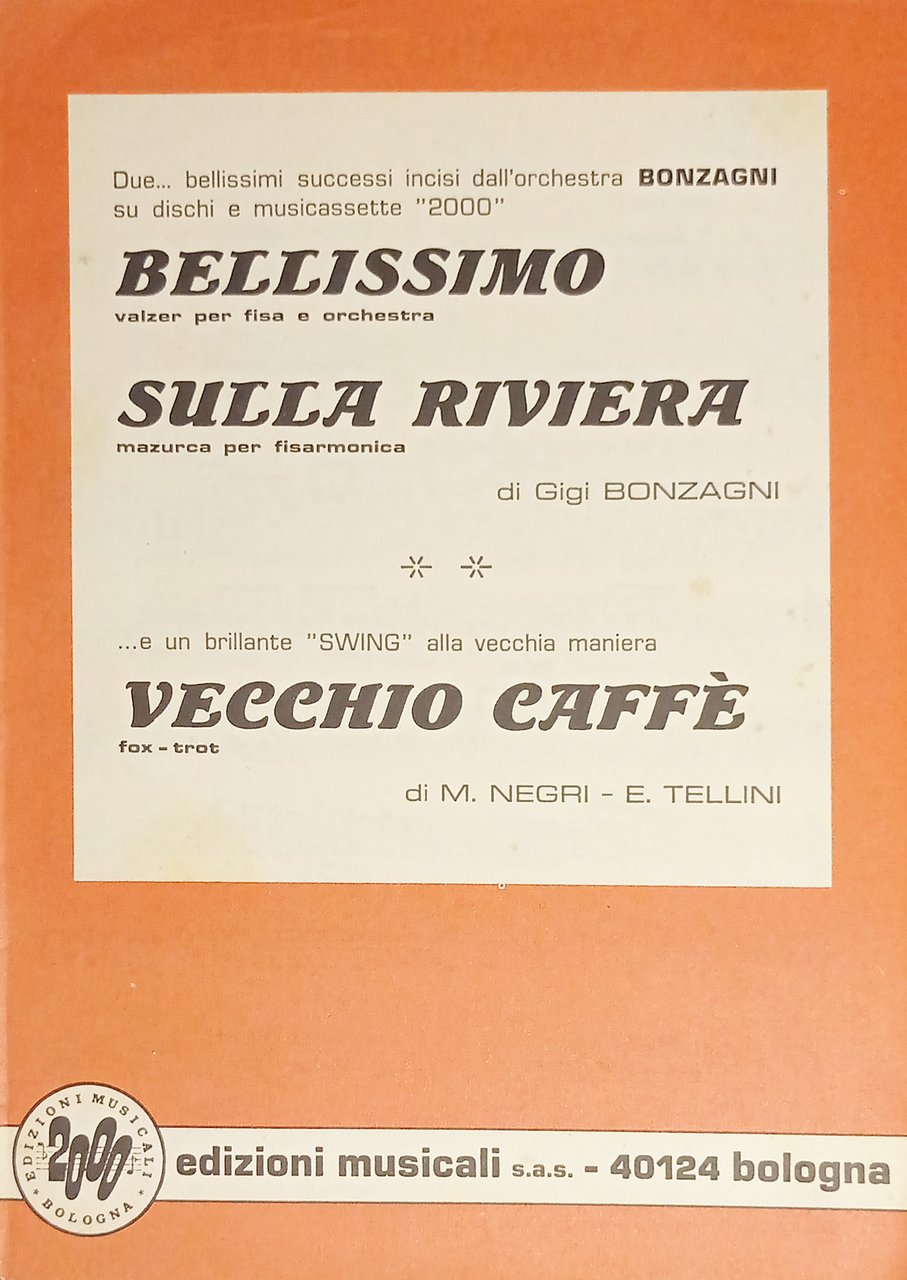 Due... bellissimi successi incisi dall'orchestra BONZAGNI
su dischi e musicassette "2000"
BELLISSIMO
valzer per fisa e orchestra
SULLA RIVIERA
mazurca per fisarmonica
di Gigi BONZAGNI
...e un brillante "SWING" alla vecchia maniera
VECCHIO CAFFÈ
fox-trot
di M. NEGRI - E. TELLINI
EDIZIONI MUSICALI
2000
BOLOGNA
edizioni musicali s.a.s. - 40124 bologna